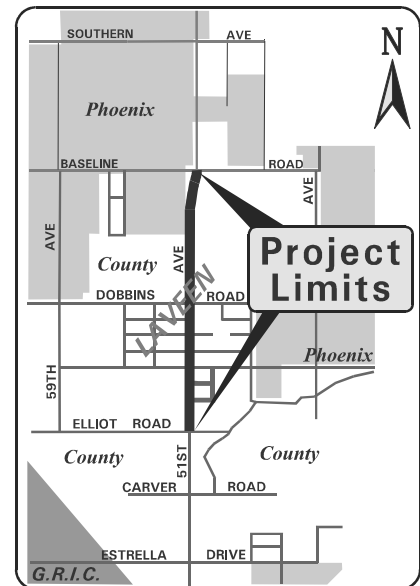 SOUTHERN AVE
N
Phoenix
BASELINE ROAD
AVE
AVE
AVE
Project
Limits
County
LAVEEN
DOBBINS ROAD
Phoenix
59TH
ELLIOT ROAD
County
51ST
County
CARVER ROAD
ESTRELLA DRIVE
G.R.I.C.